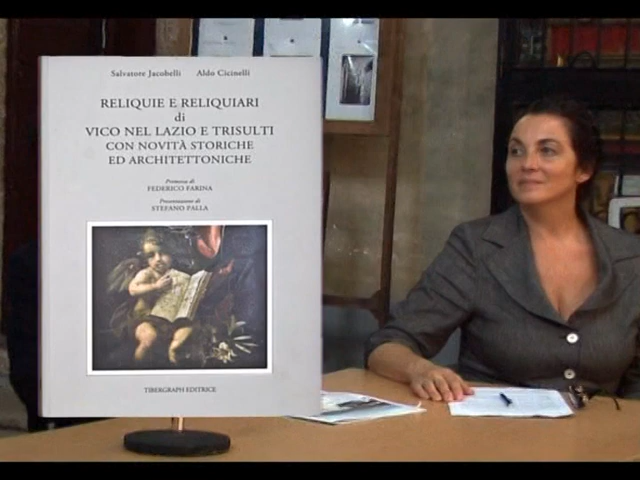 Salvatore Jacobelli Aldo Cicinelli
RELIQUIE E RELIQUIARI
di
VICO NEL LAZIO E TRISULTI
CON NOVITÀ STORICHE
ED ARCHITETTONICHE
Premessa di
FEDERICO FARINA
Presentazione di
STEFANO PALLA
TIBERGRAPH EDITRICE